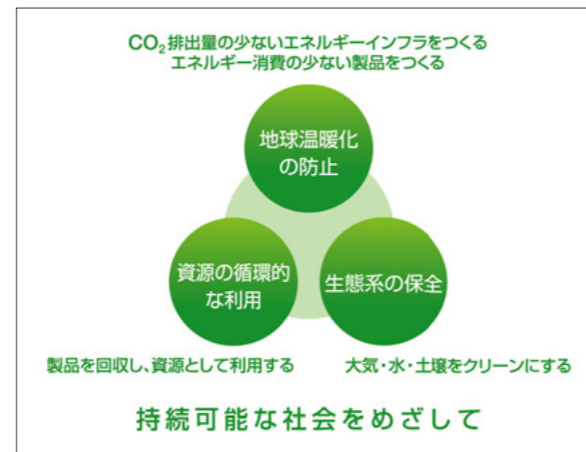 CO₂排出量の少ないエネルギーインフラをつくる
エネルギー消費の少ない製品をつくる
地球温暖化
の防止
資源の循環的
な利用
生態系の保全
製品を回収し、資源として利用する
大気・水・土壌をクリーンにする
持続可能な社会をめざして